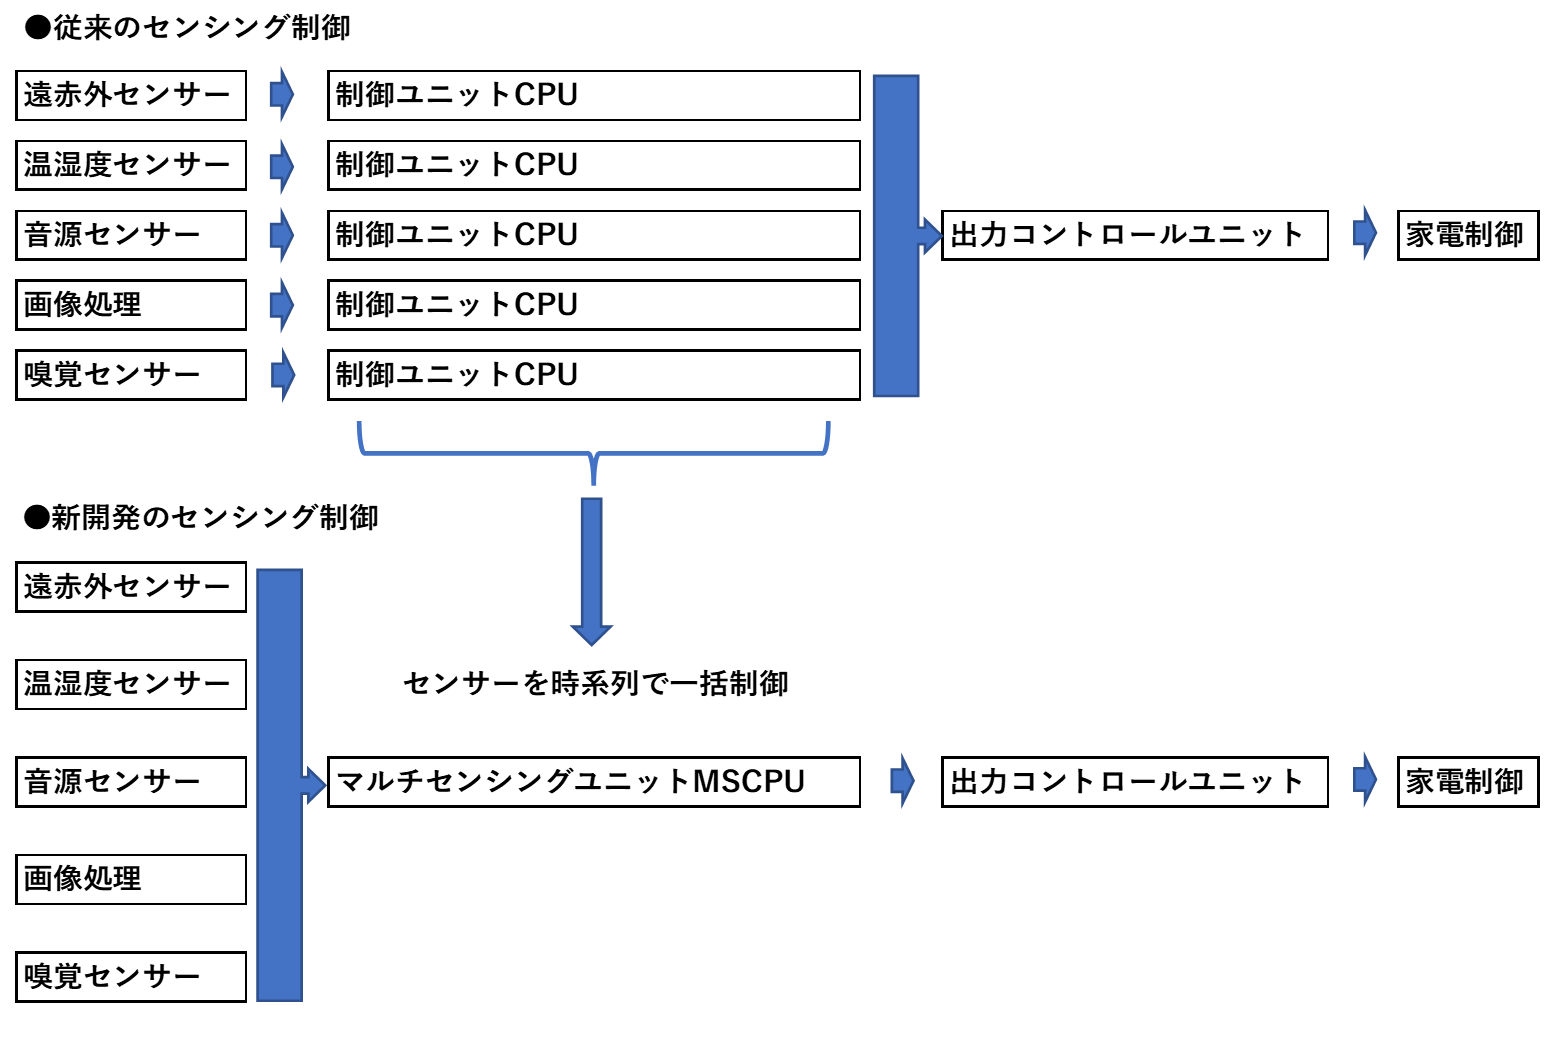 ●従来のセンシング制御
遠赤外センサー
制御ユニットCPU
温湿度センサー
制御ユニットCPU
音源センサー
制御ユニットCPU
出力コントロールユニット
家電制御
画像処理
制御ユニットCPU
嗅覚センサー
制御ユニットCPU
●新開発のセンシング制御
遠赤外センサー
温湿度センサー
センサーを時系列で一括制御
音源センサー
マルチセンシングユニットMSCPU
出力コントロールユニット
家電制御
画像処理
嗅覚センサー